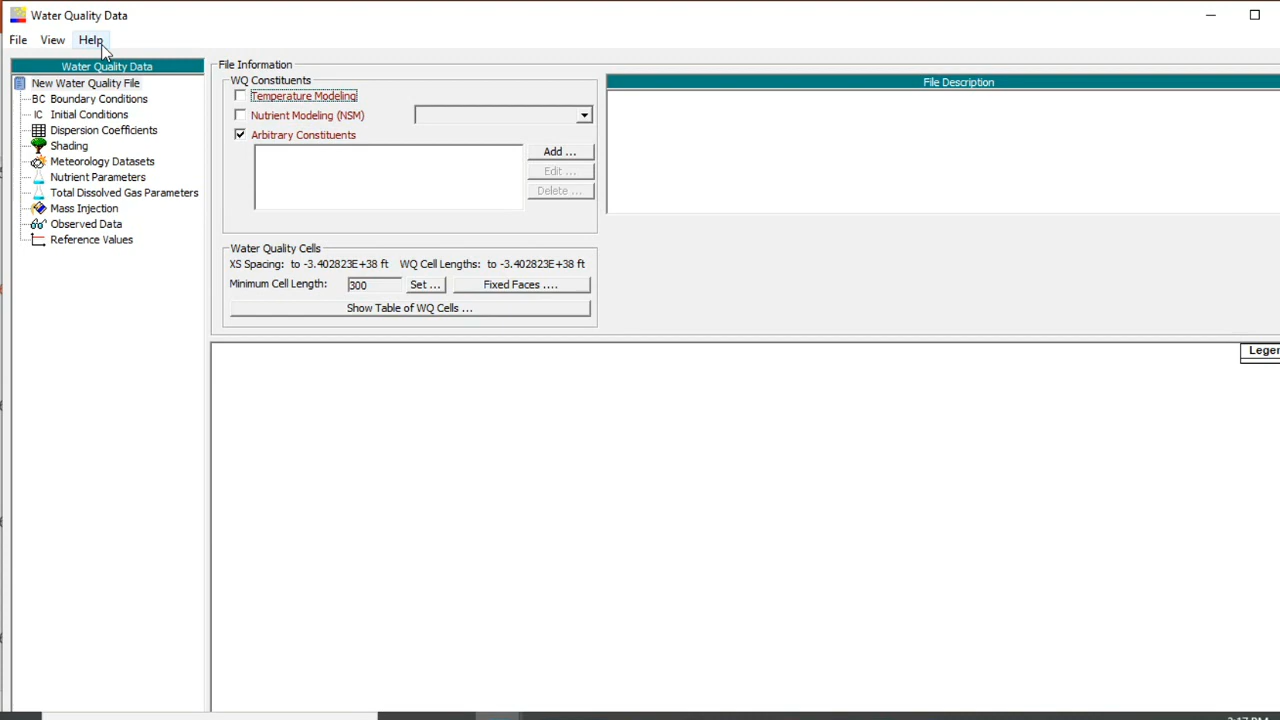 Water Quality Data
File View Help
Water Quality Data
New Water Quality File
BC Boundary Conditions
IC Initial Conditions
Dispersion Coefficients
Shading
Meteorology Datasets
Nutrient Parameters
Total Dissolved Gas Parameters
Mass Injection
Observed Data
Reference Values
File Information
WQ Constituents
Temperature Modeling
Nutrient Modeling (NSM)
Arbitrary Constituents
Add ...
Edit ...
Delete ...
File Description
Water Quality Cells
XS Spacing: to -3.402823E+38 ft WQ Cell Lengths: to -3.402823E+38 ft
Minimum Cell Length: 300 Set ... Fixed Faces ....
Show Table of WQ Cells ...
Legen